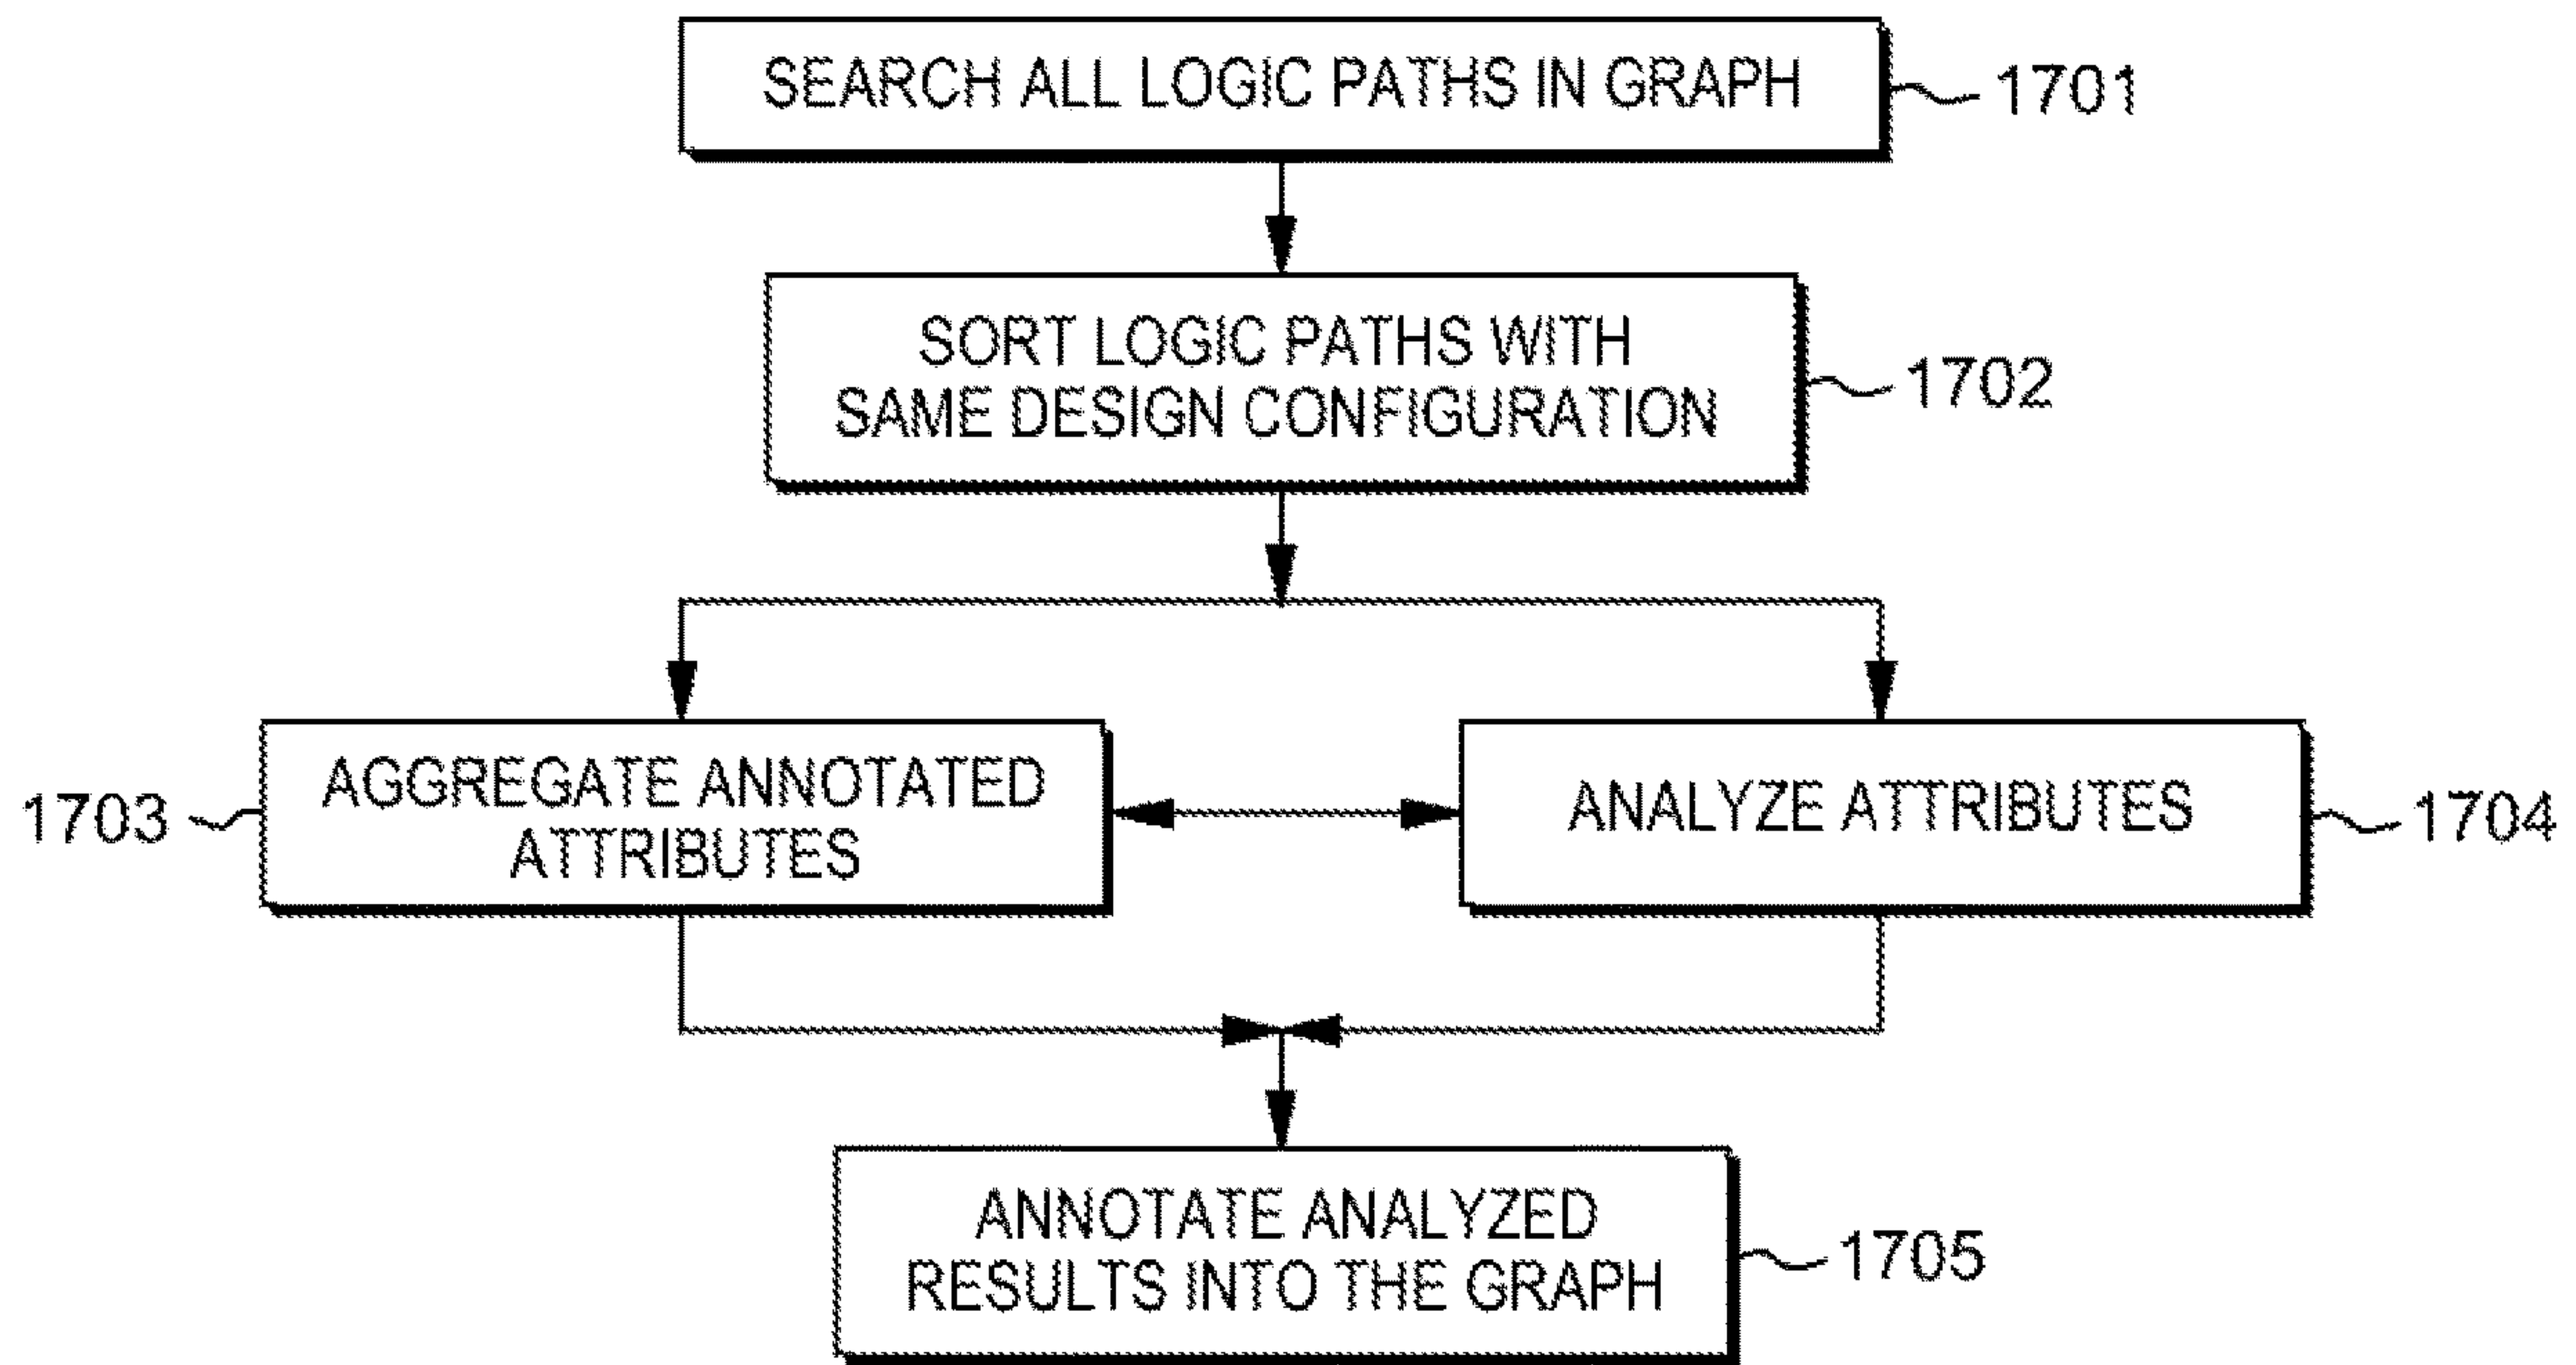 SEARCH ALL LOGIC PATHS IN GRAPH
1701
SORT LOGIC PATHS WITH
SAME DESIGN CONFIGURATION
1702
1703
AGGREGATE ANNOTATED
ATTRIBUTES
ANALYZE ATTRIBUTES
1704
ANNOTATE ANALYZED
RESULTS INTO THE GRAPH
1705